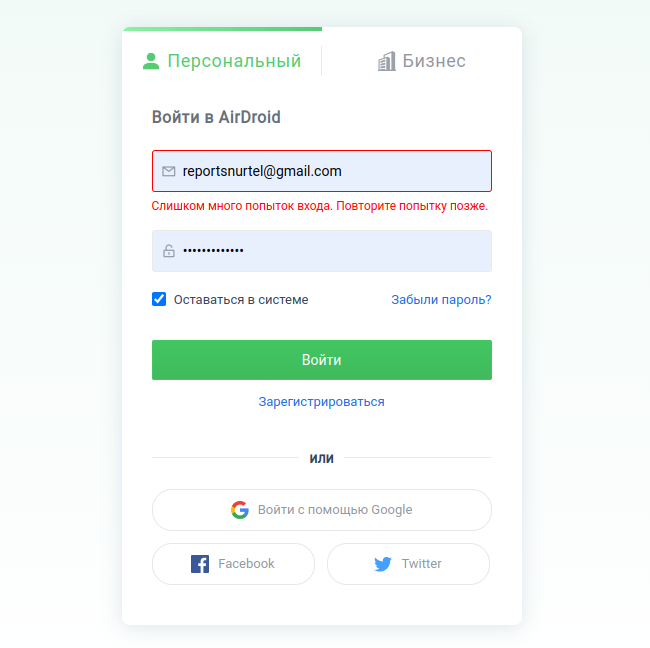 Персональный
Бизнес
Войти в AirDroid
reportsnurtel@gmail.com
Слишком много попыток входа. Повторите попытку позже.
•••••••••••••
Оставаться в системе
Забыли пароль?
Войти
Зарегистрироваться
или
Войти с помощью Google
Facebook
Twitter